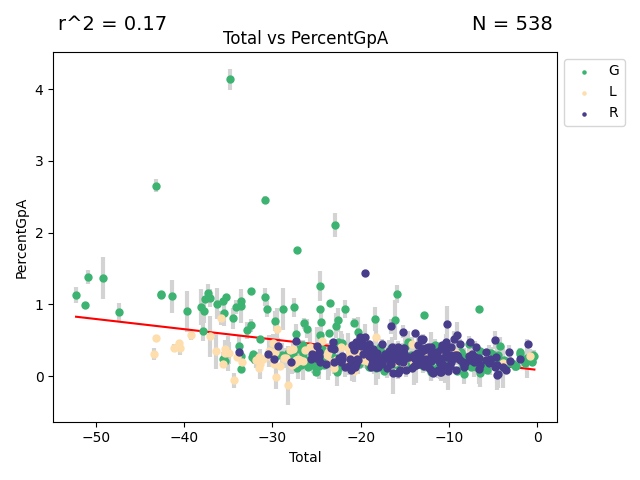 r^2 = 0.17
N = 538
Total vs PercentGpA
G
L
R
PercentGpA
4
3
2
1
0
−50
−40
−30
−20
−10
0
Total